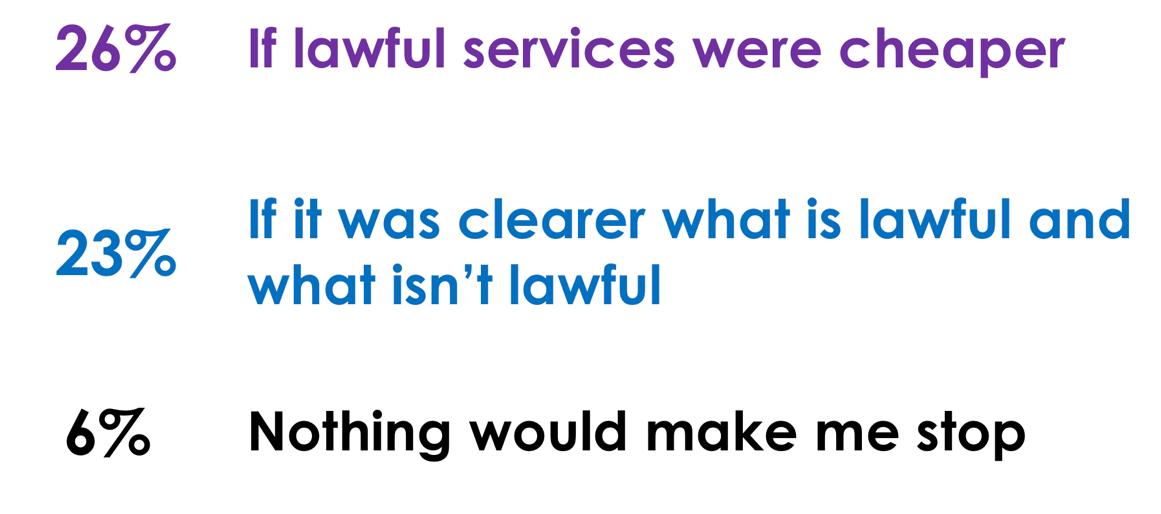 26% If lawful services were cheaper
23% If it was clearer what is lawful and
what isn’t lawful
6% Nothing would make me stop